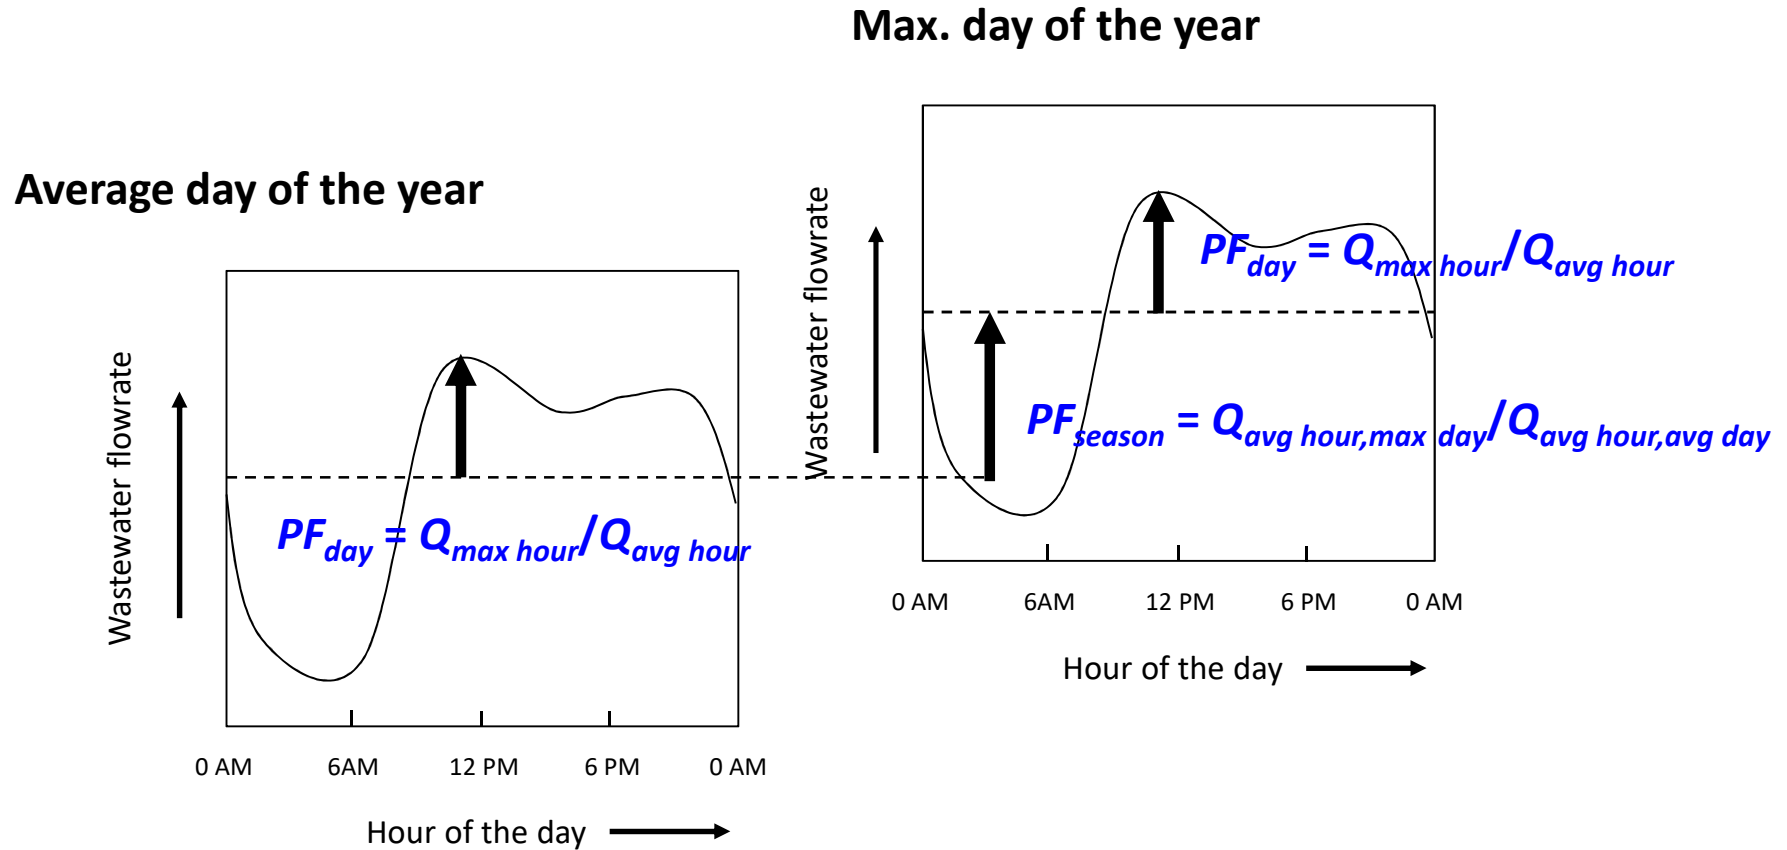 Max. day of the year
Average day of the year
Wastewater flowrate
PFday = Qmax hour/Qavg hour
0 AM 6AM 12 PM 6 PM 0 AM
Hour of the day
Wastewater flowrate
PFday = Qmax hour/Qavg hour
PFseason = Qavg hour,max day/Qavg hour,avg day
0 AM 6AM 12 PM 6 PM 0 AM
Hour of the day